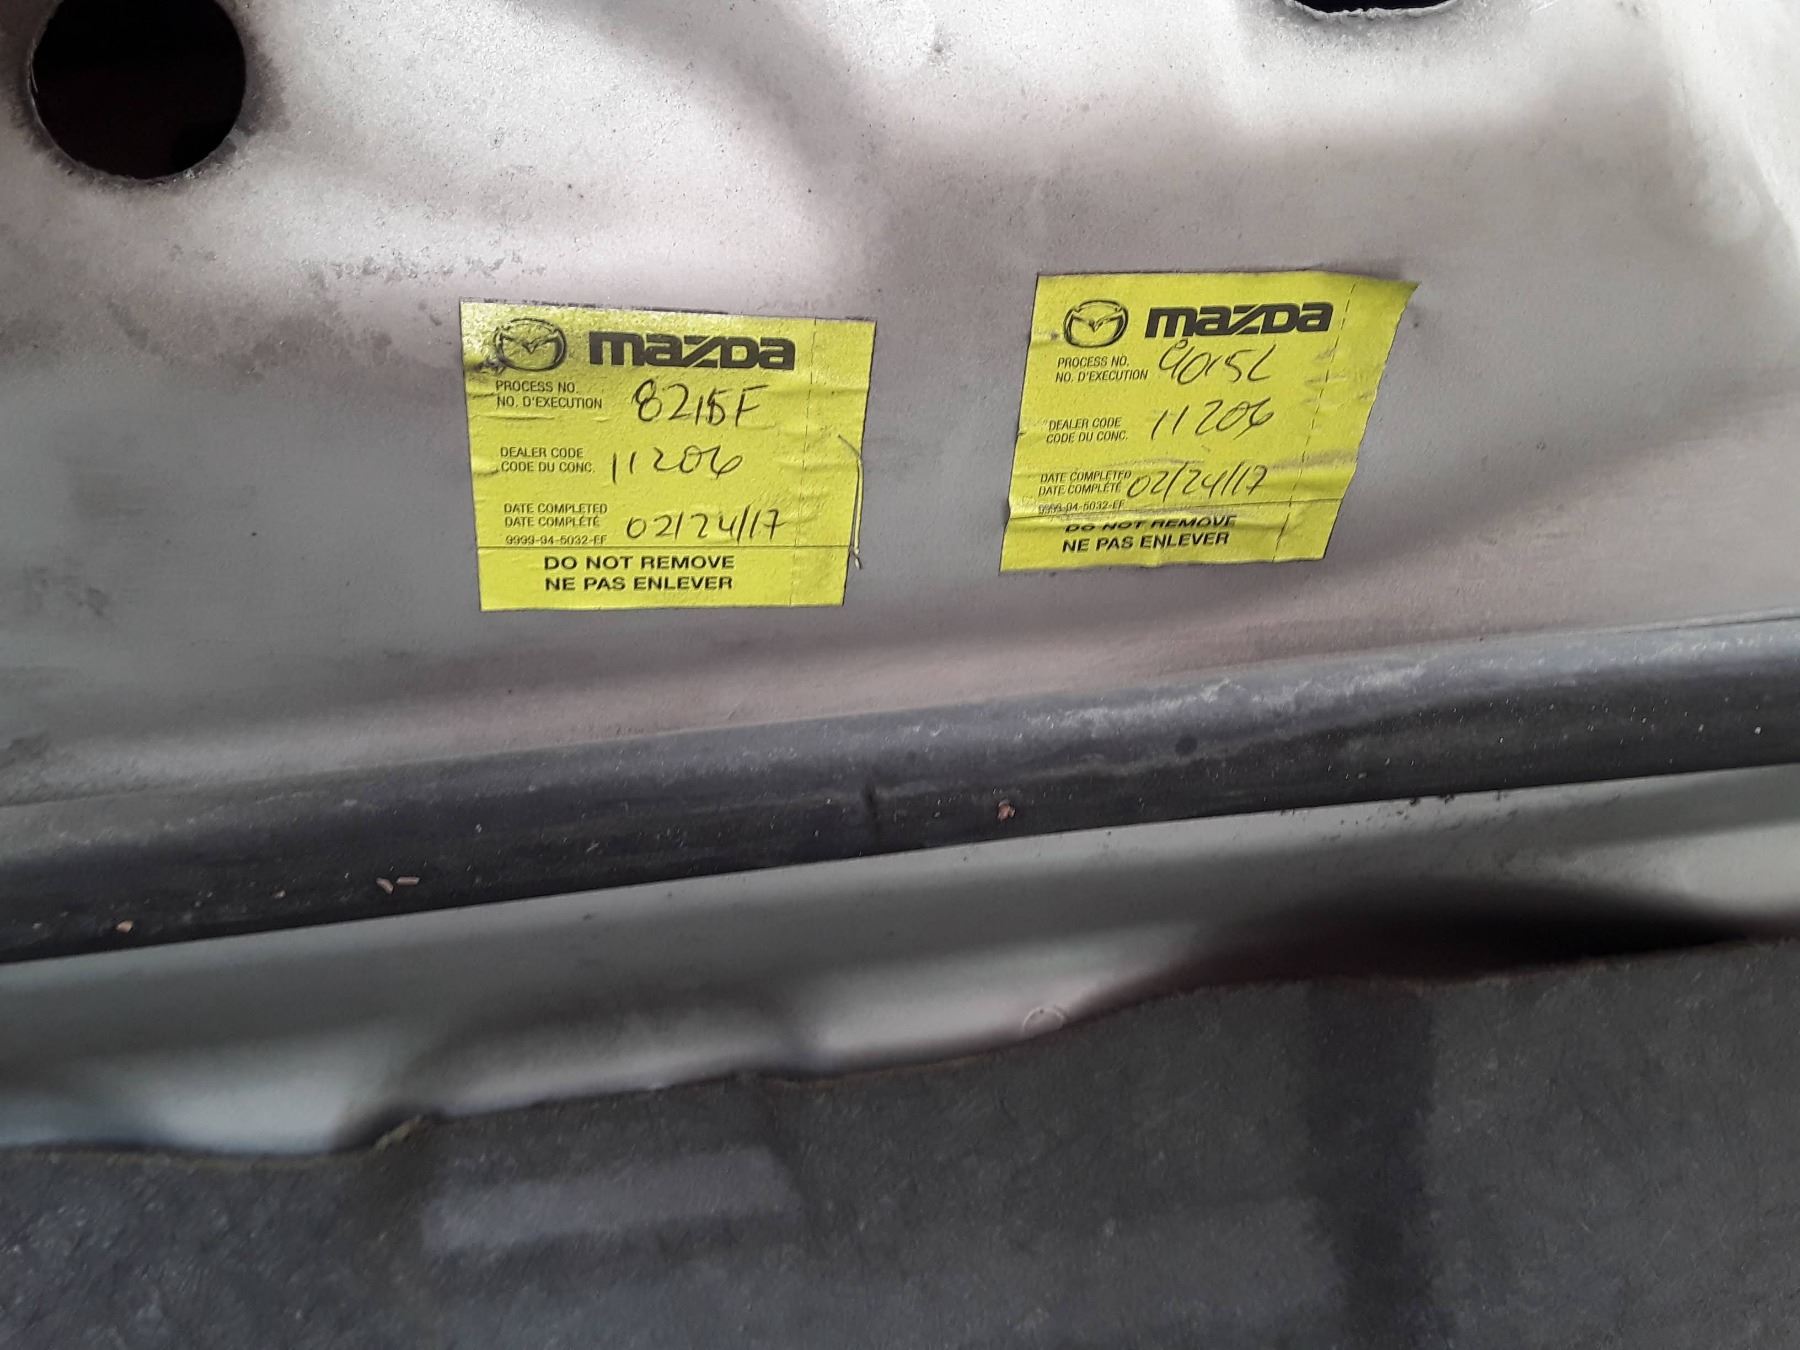 mazda
PROCESS NO.
NO. D'EXECUTION 8215F
DEALER CODE
CODE DU CONC. 11206
DATE COMPLETED
DATE COMPLÉTÉ 02/24/17
9999-94-5032-EF
DO NOT REMOVE
NE PAS ENLEVER
mazda
PROCESS NO.
NO. D'EXECUTION 9015L
DEALER CODE
CODE DU CONC. 11206
DATE COMPLETED
DATE COMPLÉTÉ 02/24/17
9999-94-5032-EF
DO NOT REMOVE
NE PAS ENLEVER